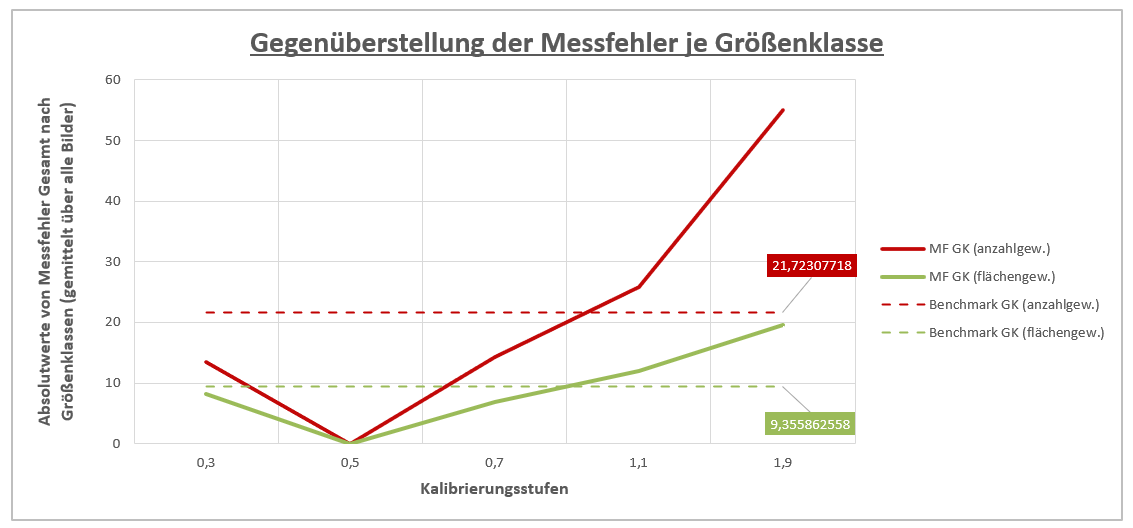 Gegenüberstellung der Messfehler je Größenklasse
Absolutwerte von Messfehler Gesamt nach
Größenklassen (gemittelt über alle Bilder)
60
50
40
30
20
10
0
0,3
0,5
0,7
1,1
1,9
Kalibrierungsstufen
21,72307718
9,355862558
MF GK (anzahlgew.)
MF GK (flächengew.)
Benchmark GK (anzahlgew.)
Benchmark GK (flächengew.)